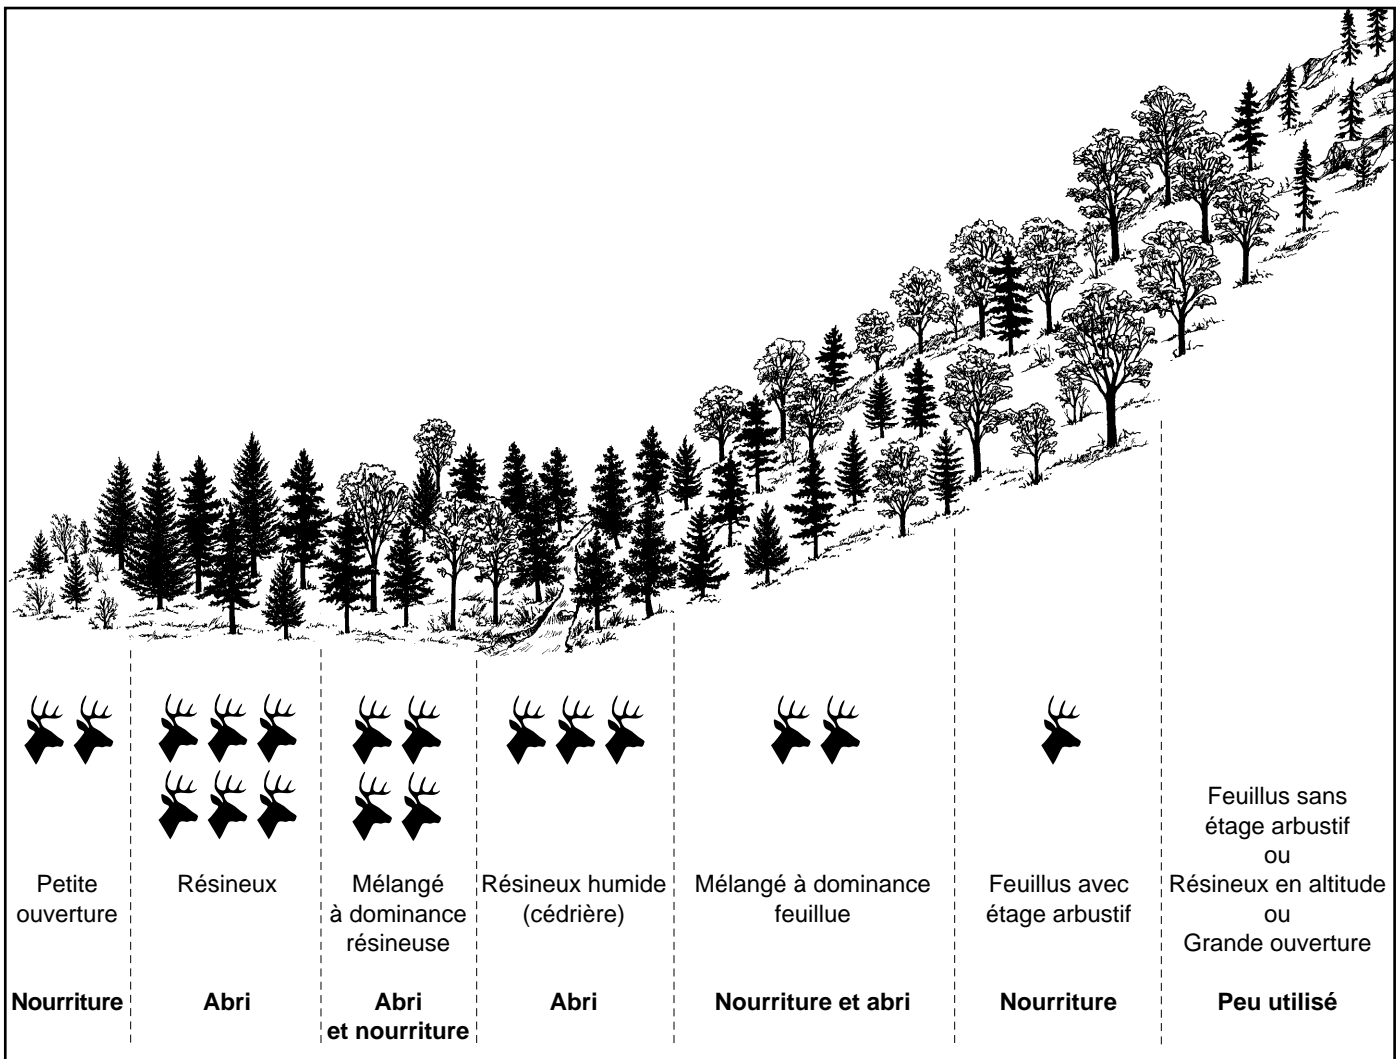 Petite
ouverture
Nourriture
Résineux
Abri
Mélangé
à dominance
résineuse
Abri
et nourriture
Résineux humide
(cédrière)
Abri
Mélangé à dominance
feuillue
Nourriture et abri
Feuillus avec
étage arbustif
Nourriture
Feuillus sans
étage arbustif
ou
Résineux en altitude
ou
Grande ouverture
Peu utilisé